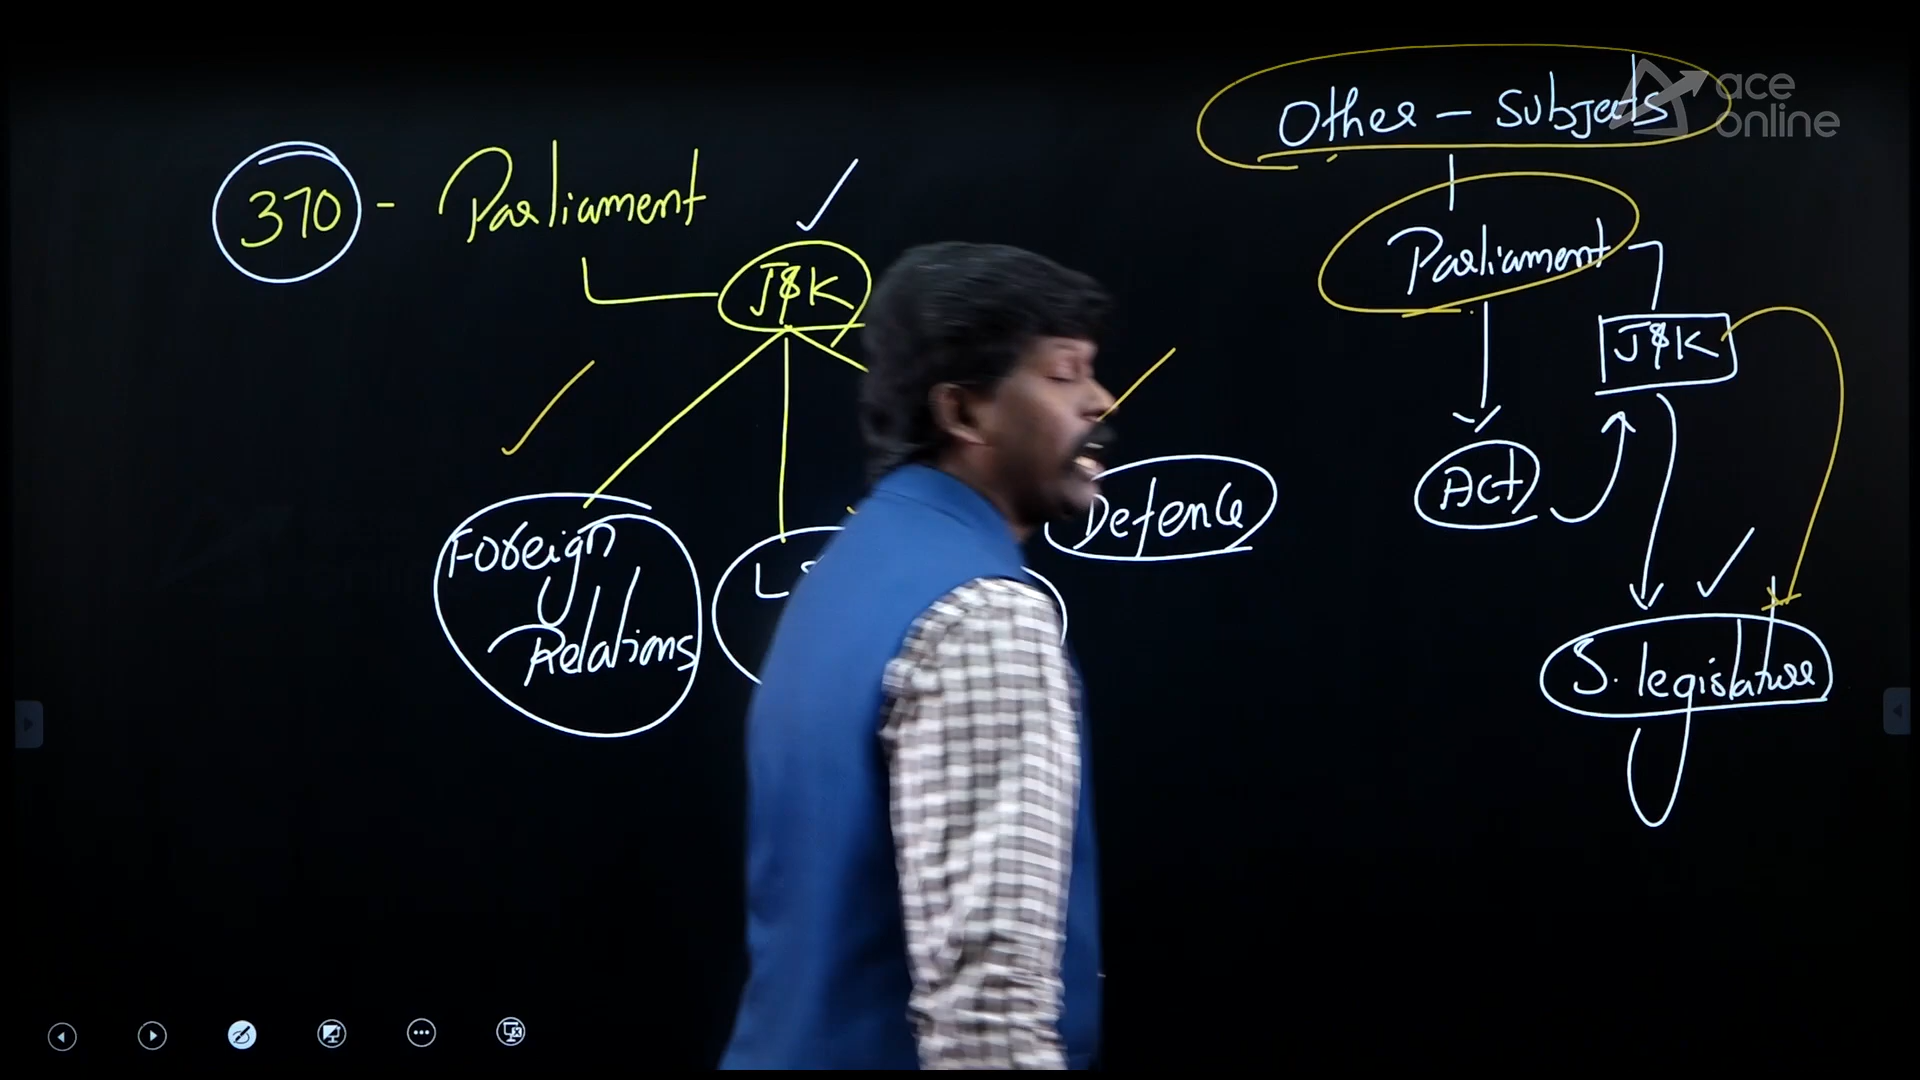 370 - Parliament
J&K
Foreign
Relations
Defence
Other - Subjects
Parliament
J&K
Act
S. legislature
ace
online